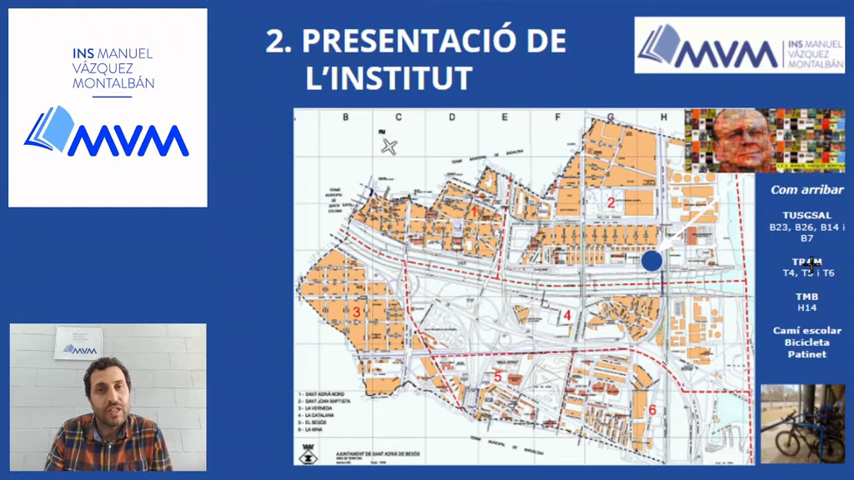 INS MANUEL
VÁZQUEZ
MONTALBÁN
MVM
2. PRESENTACIÓ DE
L'INSTITUT
MVM
INS MANUEL
VÁZQUEZ
MONTALBÁN
B C D E F G H
1
2
3
4
5
6
1 - SANT ADRIÀ NORD
2 - SANT JOAN BAPTISTA
3 - LA VERNEDA
4 - LA CATALANA
5 - EL BESÒS
6 - LA MINA
AJUNTAMENT DE SANT ADRIÀ DE BESÒS
Com arribar
TUSGSAL
B23, B26, B14 i
B7
TRAM
T4, T5 i T6
TMB
H14
Camí escolar
Bicicleta
Patinet
MVM